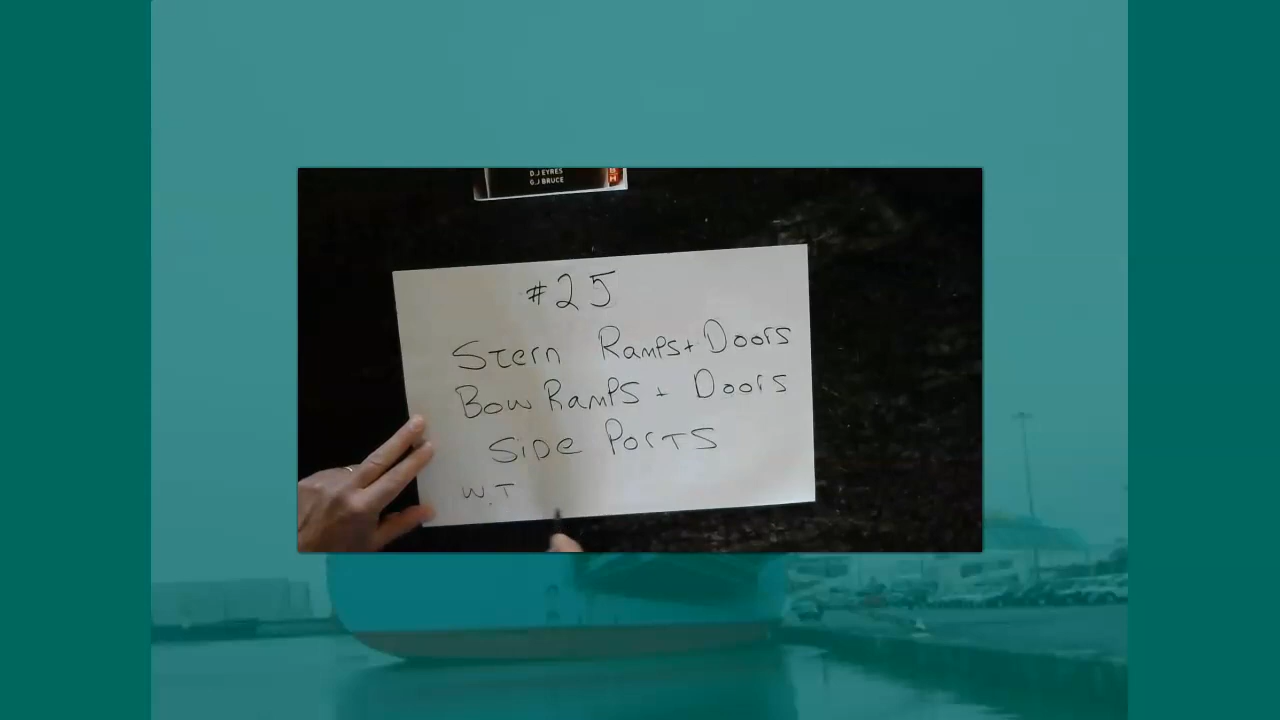 D.J EYRES
G.J BRUCE
#25
Stern Ramps + Doors
Bow Ramps + Doors
Side Ports
W.T